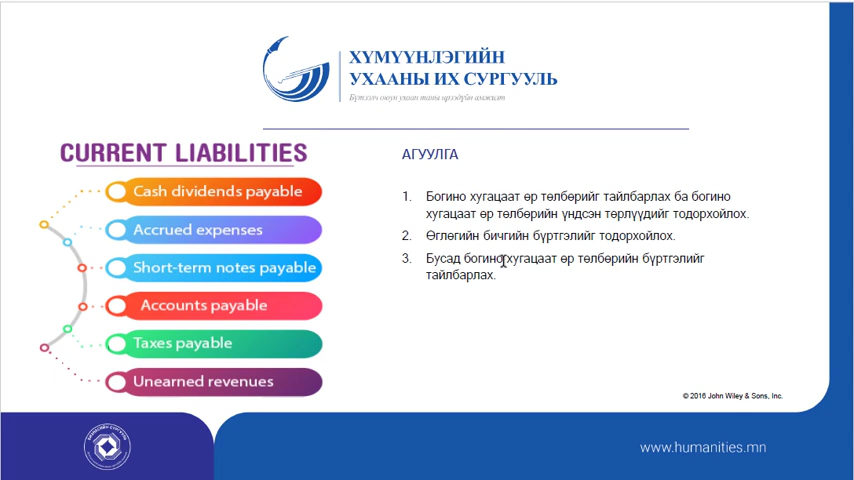 ХҮМҮҮНЛЭГИЙН
УХААНЫ ИХ СУРГУУЛЬ
CURRENT LIABILITIES
Cash dividends payable
Accrued expenses
Short-term notes payable
Accounts payable
Taxes payable
Unearned revenues
АГУУЛГА
1. Богино хугацаат өр төлбөрийг тайлбарлах ба богино
хугацаат өр төлбөрийн үндсэн төрлүүдийг тодорхойлох.
2. Өглөгийн бичгийн бүртгэлийг тодорхойлох.
3. Бусад богино хугацаат өр төлбөрийн бүртгэлийг
тайлбарлах.
© 2016 John Wiley & Sons, Inc.
www.humanities.mn